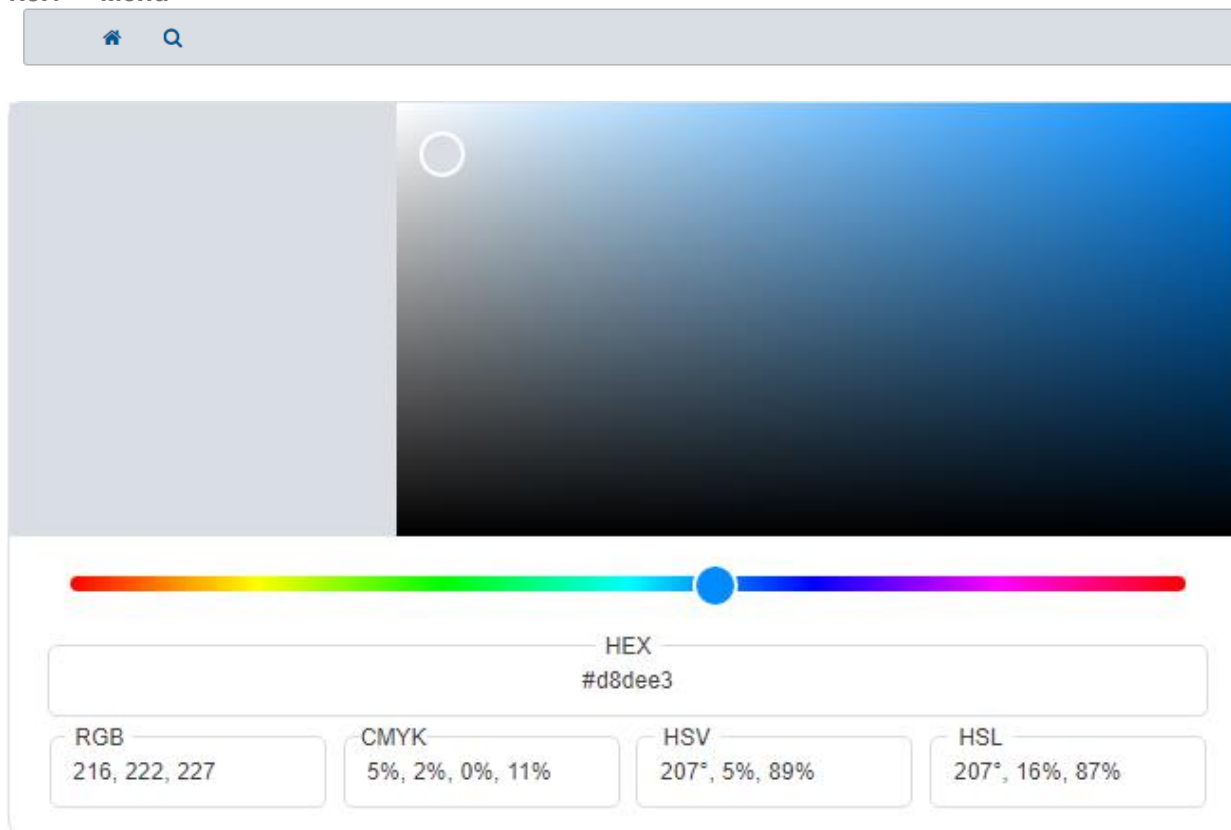 HEX
#d8dee3
RGB
216, 222, 227
CMYK
5%, 2%, 0%, 11%
HSV
207°, 5%, 89%
HSL
207°, 16%, 87%